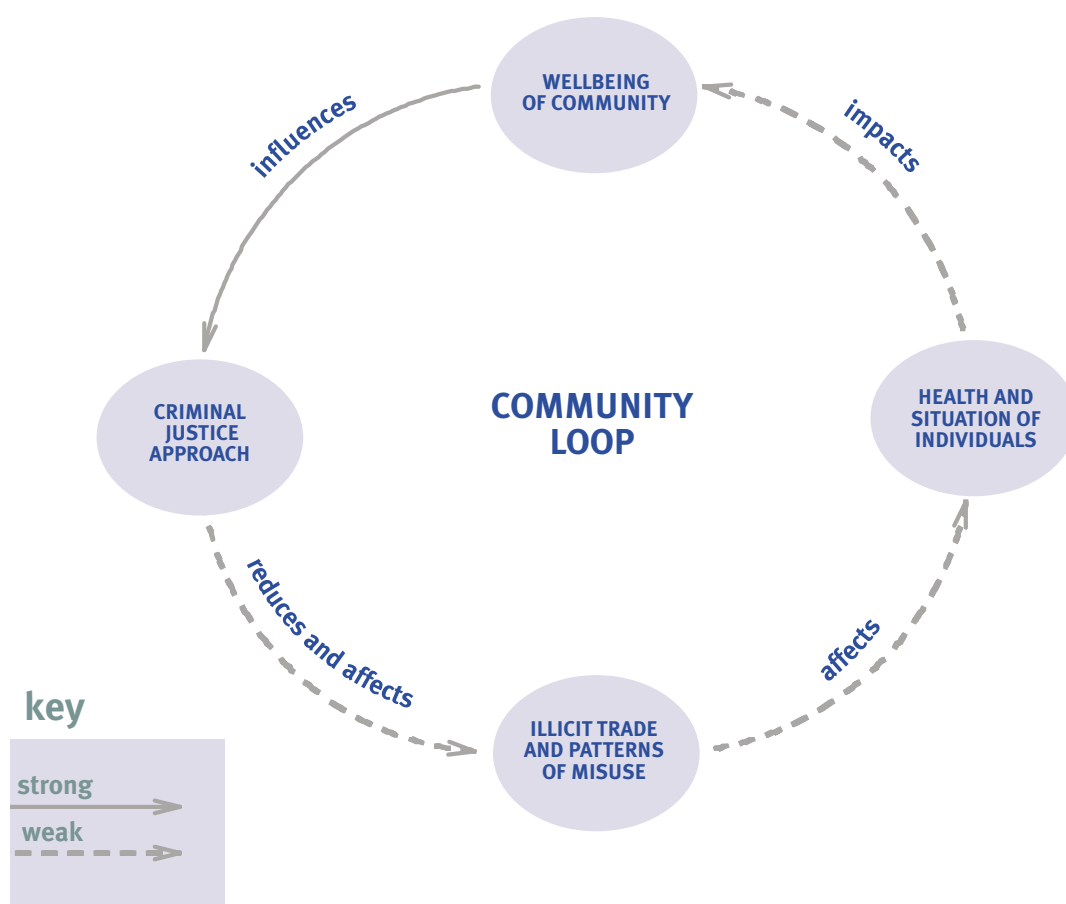 WELLBEING
OF COMMUNITY
influences
impacts
CRIMINAL
JUSTICE
APPROACH
COMMUNITY
LOOP
HEALTH AND
SITUATION OF
INDIVIDUALS
reduces and affects
affects
ILLICIT TRADE
AND PATTERNS
OF MISUSE
key
strong
weak